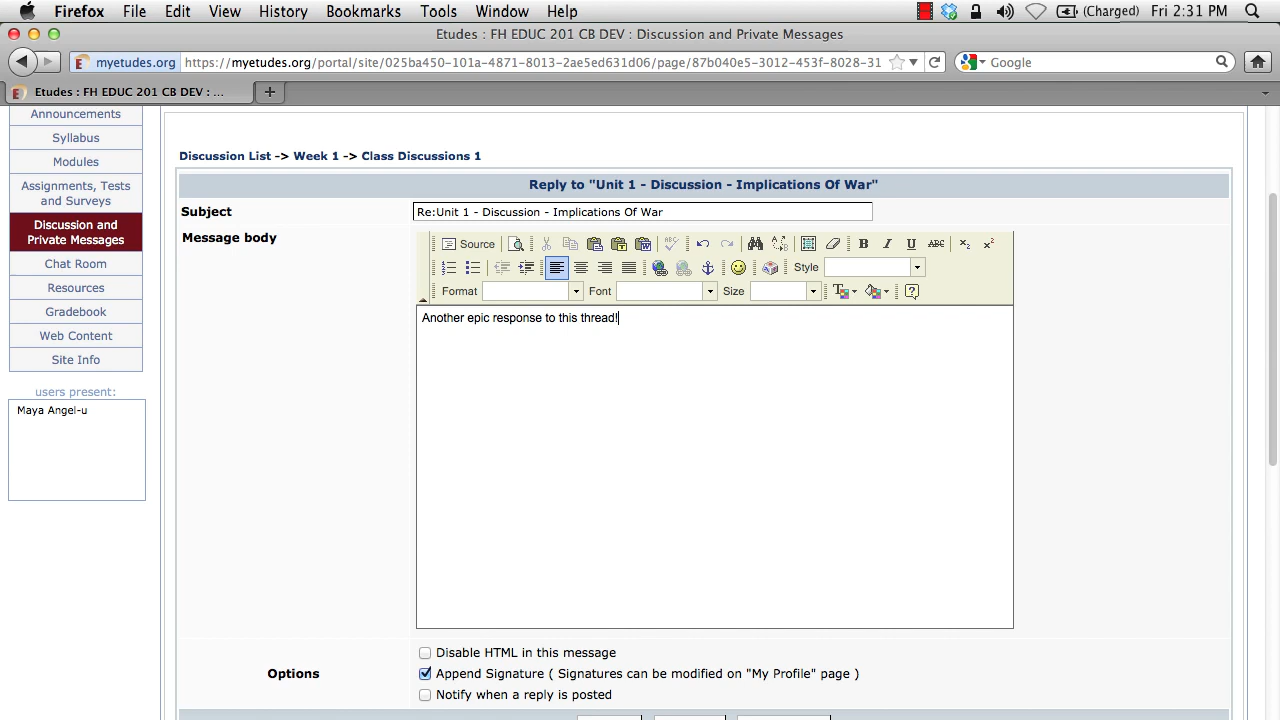 Firefox File Edit View History Bookmarks Tools Window Help (Charged) Fri 2:31 PM
Etudes : FH EDUC 201 CB DEV : Discussion and Private Messages
myetudes.org https://myetudes.org/portal/site/025ba450-101a-4871-8013-2ae5ed631d06/page/87b040e5-3012-453f-8028-31 Google
Etudes : FH EDUC 201 CB DEV : ...
Announcements
Syllabus
Modules
Assignments, Tests
and Surveys
Discussion and
Private Messages
Chat Room
Resources
Gradebook
Web Content
Site Info
users present:
Maya Angel-u
Discussion List -> Week 1 -> Class Discussions 1
Reply to "Unit 1 - Discussion - Implications Of War"
Subject Re:Unit 1 - Discussion - Implications Of War
Message body
Source B I U ABC x₂ x²
Style
Format Font Size
Another epic response to this thread!
Disable HTML in this message
Options Append Signature ( Signatures can be modified on "My Profile" page )
Notify when a reply is posted